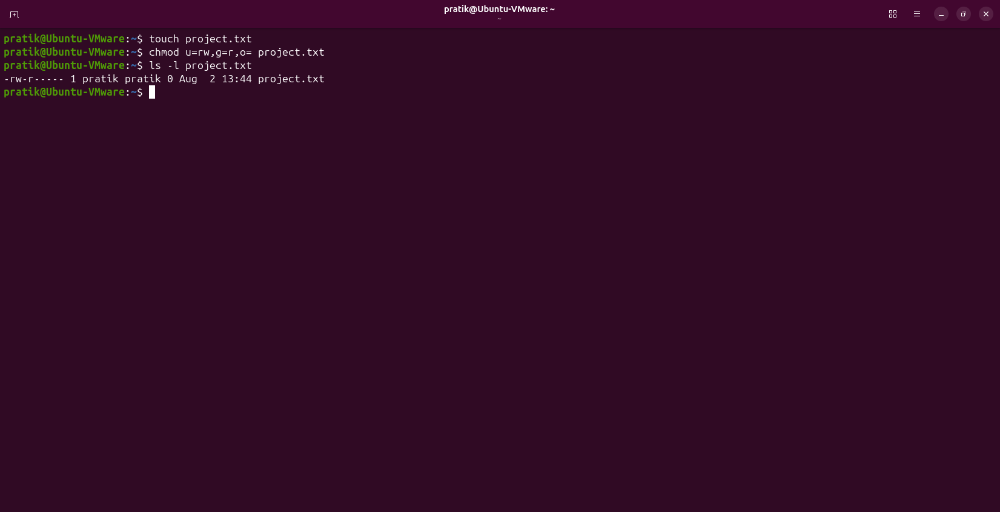 pratik@Ubuntu-VMware: ~
~
pratik@Ubuntu-VMware:~$ touch project.txt
pratik@Ubuntu-VMware:~$ chmod u=rw,g=r,o= project.txt
pratik@Ubuntu-VMware:~$ ls -l project.txt
-rw-r----- 1 pratik pratik 0 Aug  2 13:44 project.txt
pratik@Ubuntu-VMware:~$